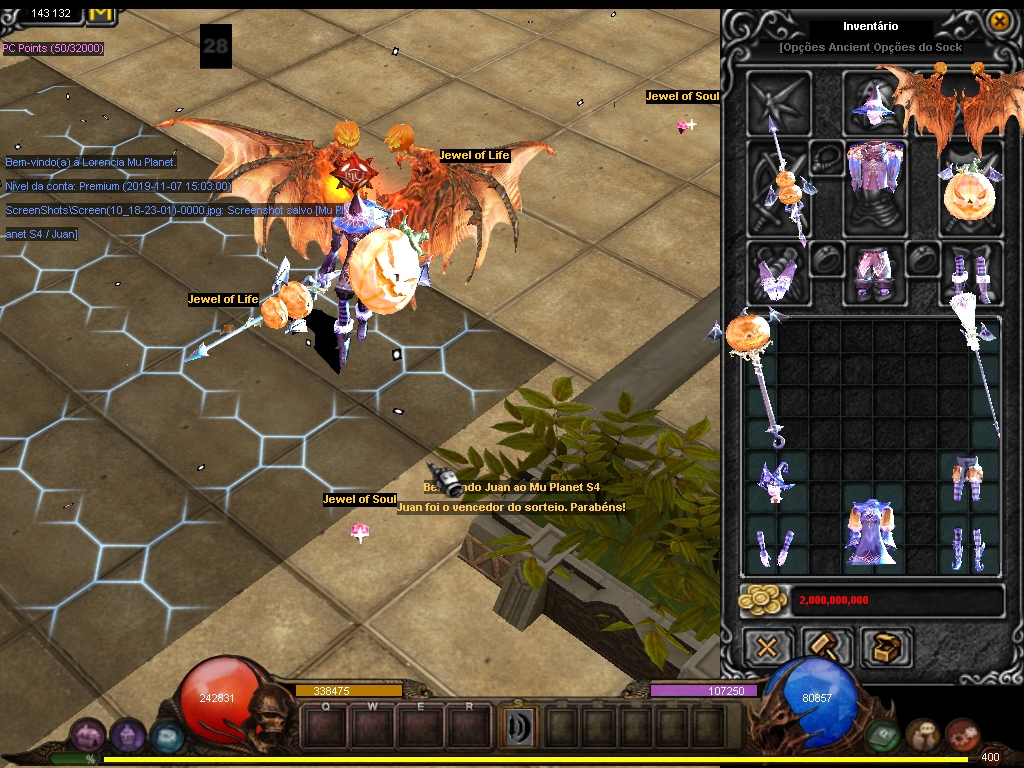 143 132
M
Inventário
PC Points (50/32000)
28
[Opções Ancient Opções do Sock
Jewel of Soul
Bem-vindo(a) á Lorencia Mu Planet.
Jewel of Life
Nível da conta: Premium (2019-11-07 15:03:00)
ScreenShots\Screen(10_18-23-01)-0000.jpg: Screenshot salvo [Mu Pl
anet S4 / Juan]
Jewel of Life
ndo Juan ao Mu Planet S4
Jewel of Soul
Juan foi o vencedor do sorteio. Parabéns!
2,000,000,000
242831
338475
107250
80857
Q W E R
%
400